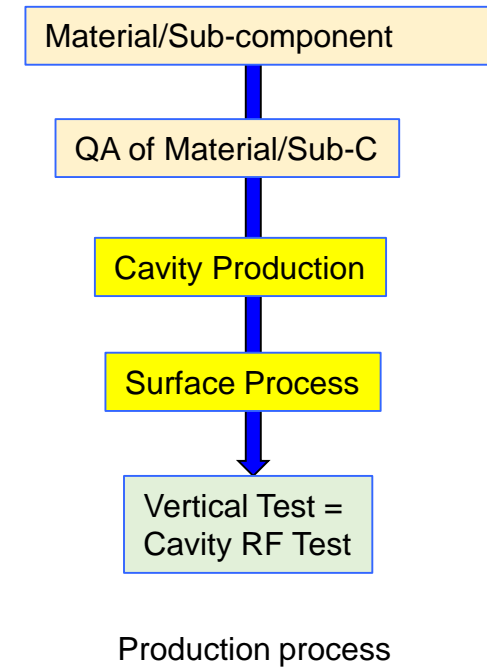 Material/Sub-component
QA of Material/Sub-C
Cavity Production
Surface Process
Vertical Test =
Cavity RF Test
Production process